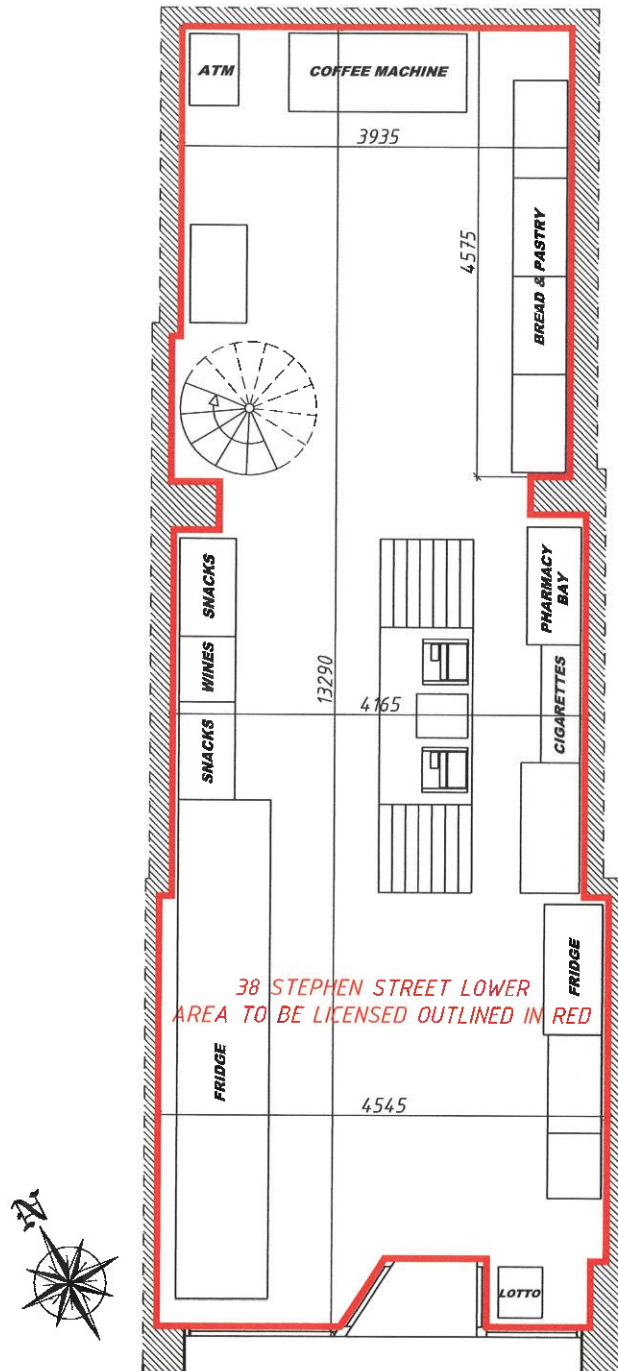 ATM
COFFEE MACHINE
3935
4575
BREAD & PASTRY
SNACKS
WINES
SNACKS
13290
4165
PHARMACY
BAY
CIGARETTES
38 STEPHEN STREET LOWER
AREA TO BE LICENSED OUTLINED IN RED
FRIDGE
FRIDGE
4545
LOTTO
N